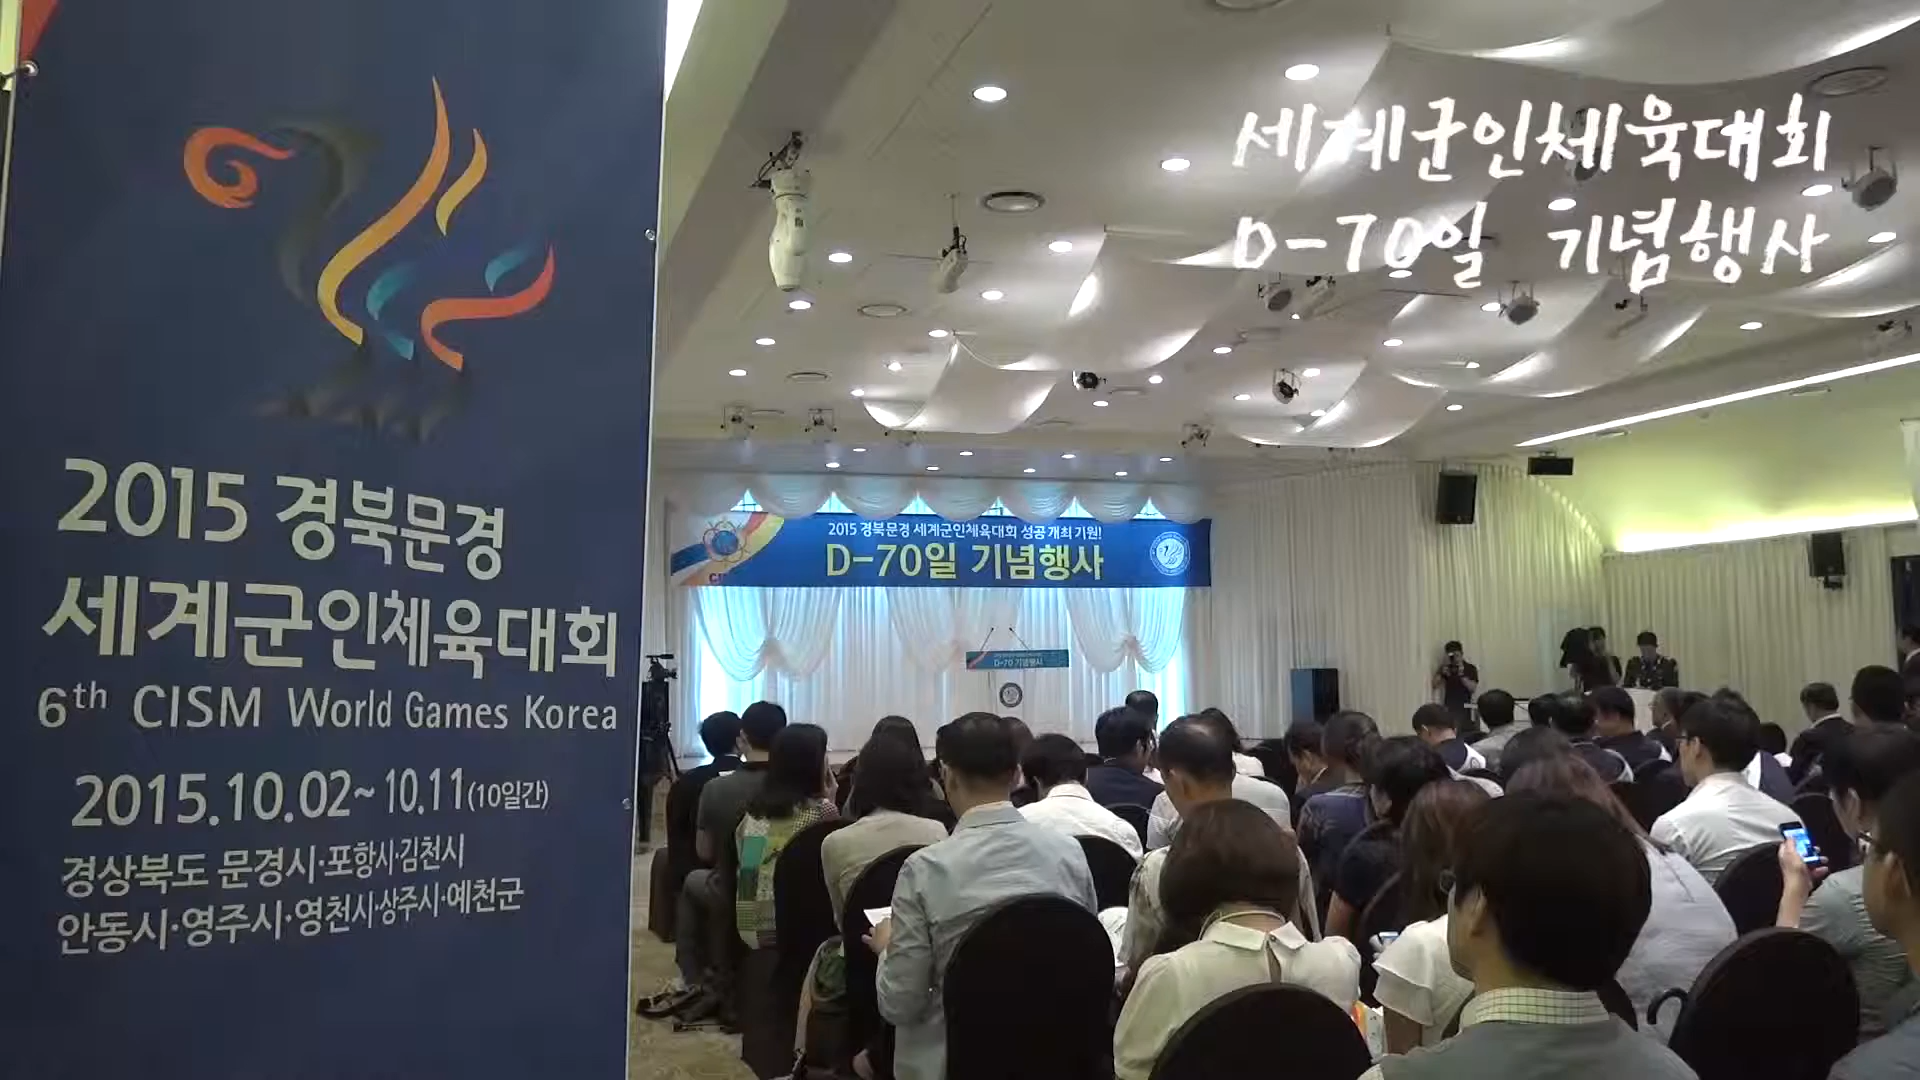 2015 경북문경
세계군인체육대회
6th CISM World Games Korea
2015.10.02~10.11(10일간)
경상북도 문경시·포항시·김천시
안동시·영주시·영천시·상주시·예천군
세계군인체육대회
D-70일 기념행사
2015 경북문경 세계군인체육대회 성공 개최 기원!
D-70일 기념행사
D-70 기념행사